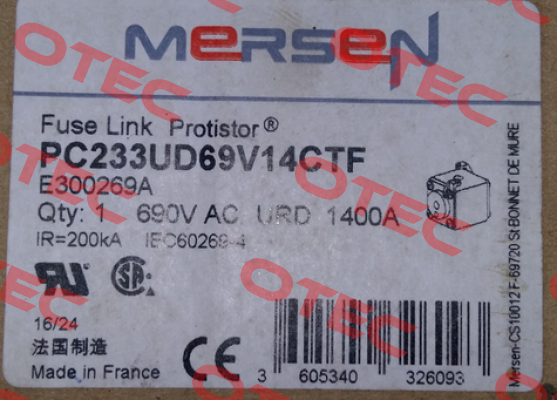 MERSEN
Fuse Link Protistor®
PC233UD69V14CTF
E300269A
Qty: 1 690V AC URD 1400A
IR=200kA IEC60269-4
16/24
法国制造
Made in France
CE
3 605340 326093
Mersen-CS10012 F-69720 St BONNET DE MURE
OTEC